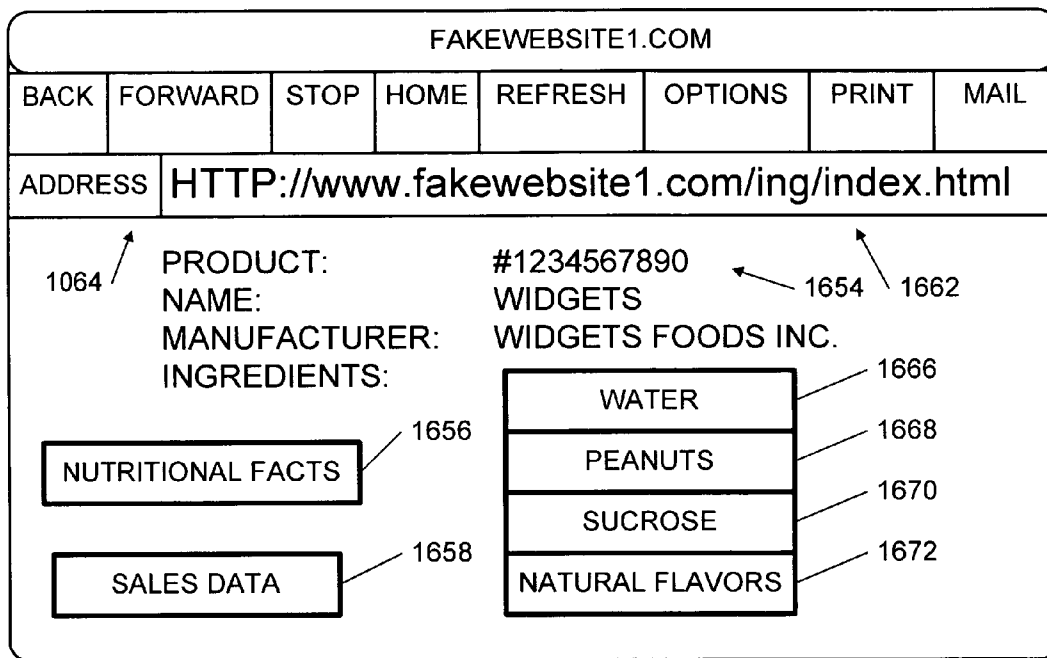 FAKEWEBSITE1.COM
BACK FORWARD STOP HOME REFRESH OPTIONS PRINT MAIL
ADDRESS HTTP://www.fakewebsite1.com/ing/index.html
1064 PRODUCT: #1234567890 1654 1662
NAME: WIDGETS
MANUFACTURER: WIDGETS FOODS INC.
INGREDIENTS:
WATER 1666
NUTRITIONAL FACTS 1656
PEANUTS 1668
SUCROSE 1670
SALES DATA 1658
NATURAL FLAVORS 1672